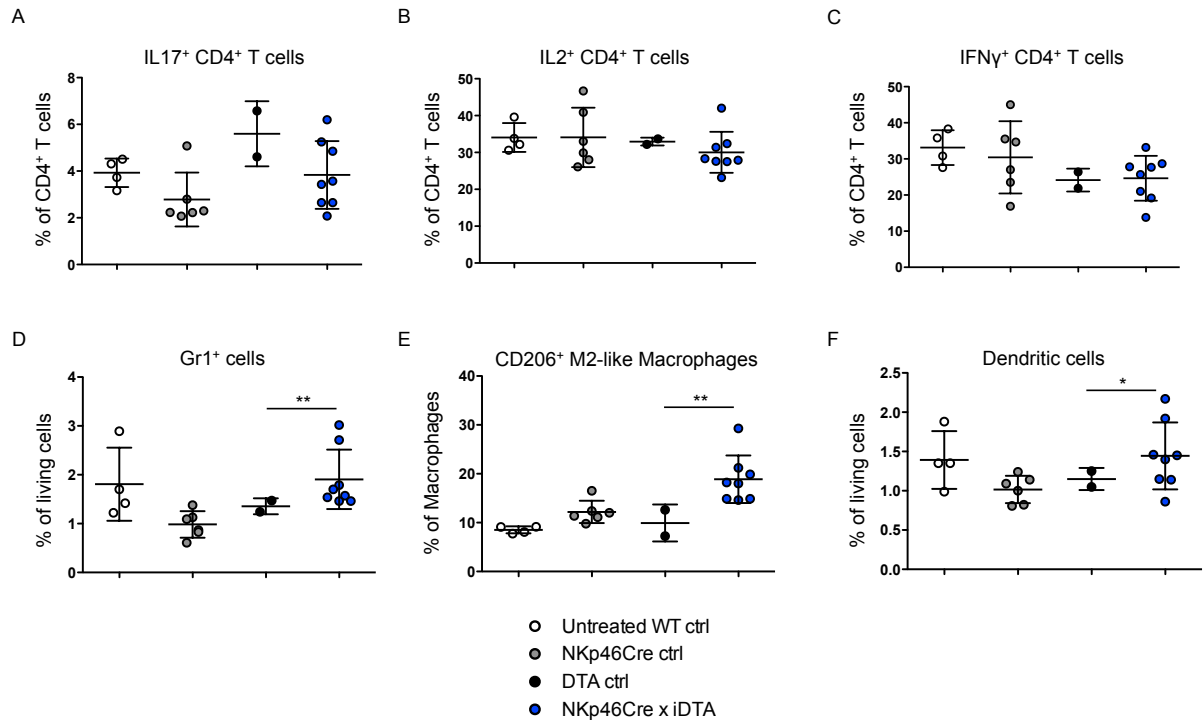 A
IL17+ CD4+ T cells
% of CD4+ T cells
8
6
4
2
0
B
IL2+ CD4+ T cells
% of CD4+ T cells
50
40
30
20
10
0
C
IFNγ+ CD4+ T cells
% of CD4+ T cells
50
40
30
20
10
0
D
Gr1+ cells
% of living cells
4
3
2
1
0
**
E
CD206+ M2-like Macrophages
% of Macrophages
40
30
20
10
0
**
F
Dendritic cells
% of living cells
2.5
2.0
1.5
1.0
0.5
0.0
*
Untreated WT ctrl
NKp46Cre ctrl
DTA ctrl
NKp46Cre x iDTA